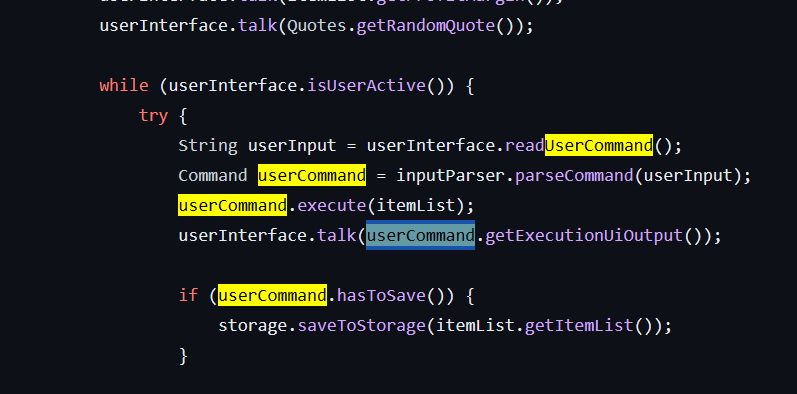 userInterface.talk(Quotes.getRandomQuote());
while (userInterface.isUserActive()) {
try {
String userInput = userInterface.readUserCommand();
Command userCommand = inputParser.parseCommand(userInput);
userCommand.execute(itemList);
userInterface.talk(userCommand.getExecutionUiOutput());
if (userCommand.hasToSave()) {
storage.saveToStorage(itemList.getItemList());
}